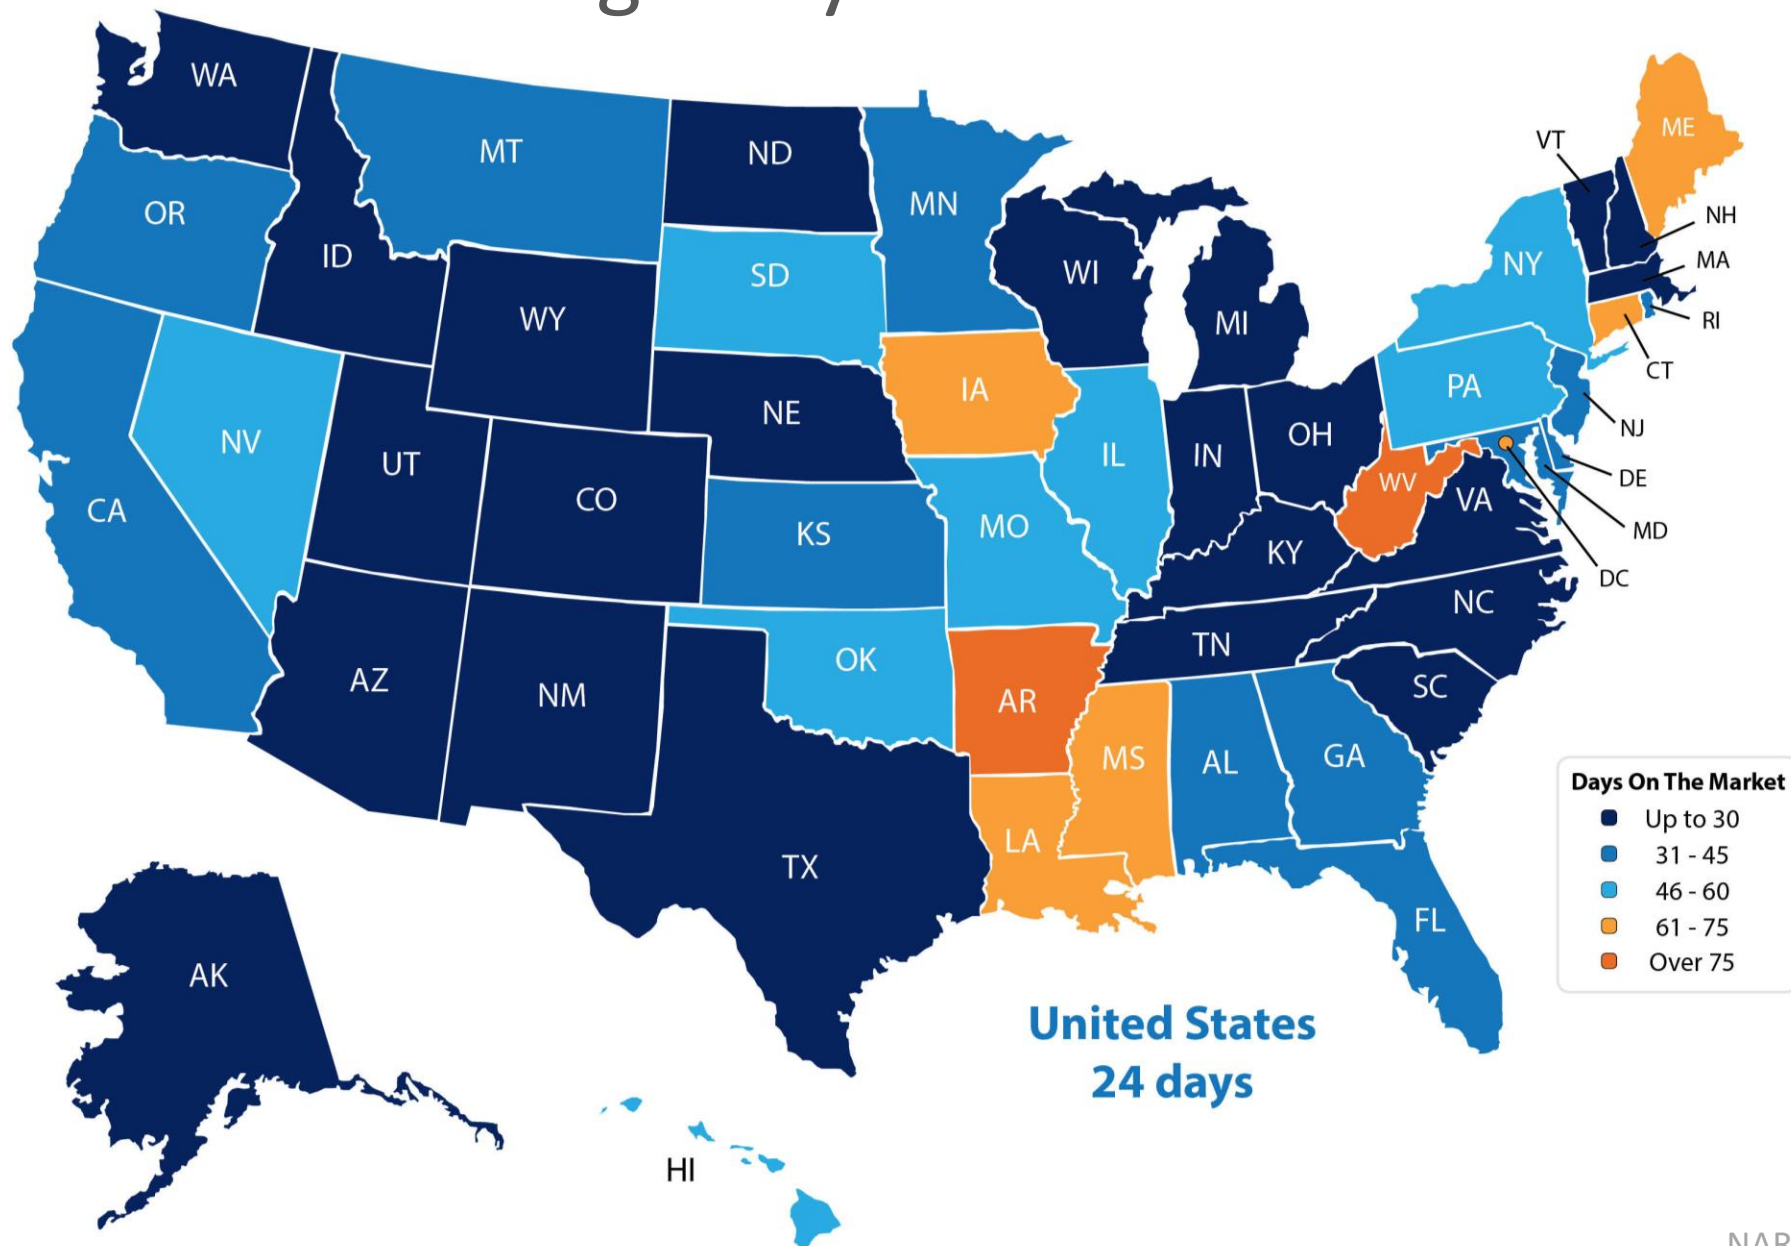 WA
MT
ND
MN
OR
ID
WY
SD
WI
MI
VT
ME
NH
MA
RI
CT
NY
PA
NJ
DE
MD
DC
IA
NE
NV
UT
CO
CA
KS
MO
IL
IN
OH
WV
VA
KY
NC
TN
SC
AZ
NM
OK
AR
TX
LA
MS
AL
GA
FL
AK
HI
Days On The Market
Up to 30
31 - 45
46 - 60
61 - 75
Over 75
United States
24 days